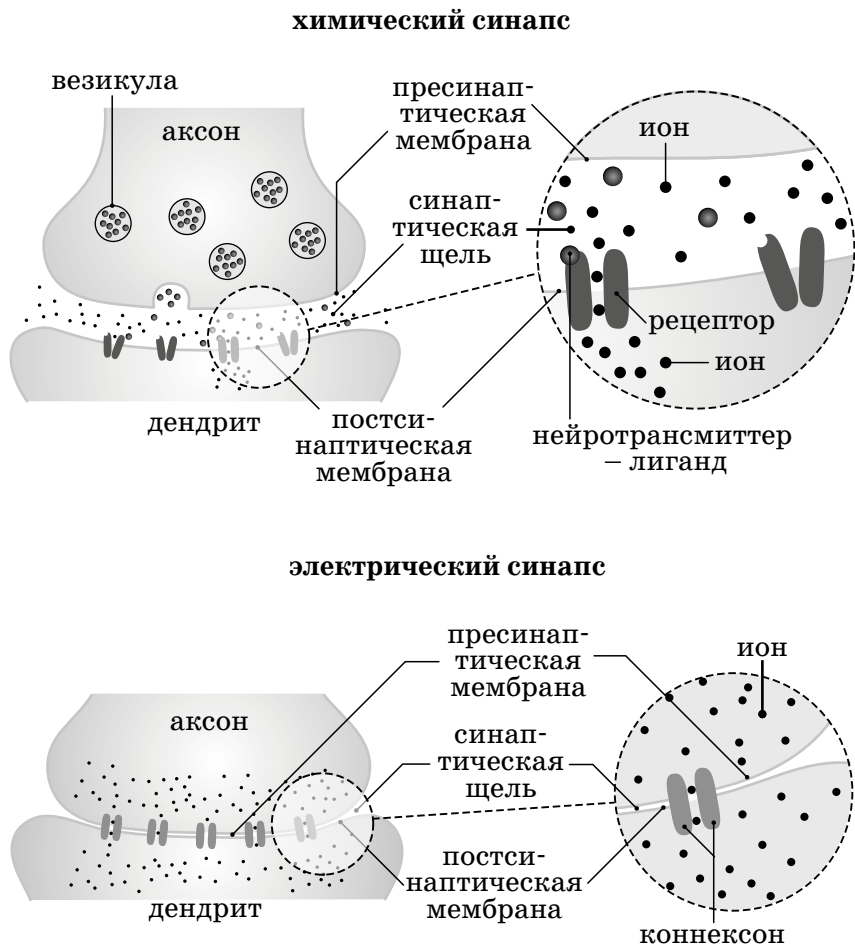 химический синапс
везикула
аксон
пресинап-
тическая
мембрана
ион
синап-
тическая
щель
рецептор
ион
дендрит
постси-
наптическая
мембрана
нейротрансмиттер
– лиганд
электрический синапс
пресинап-
тическая
мембрана
ион
аксон
синап-
тическая
щель
постси-
наптическая
мембрана
дендрит
коннексон